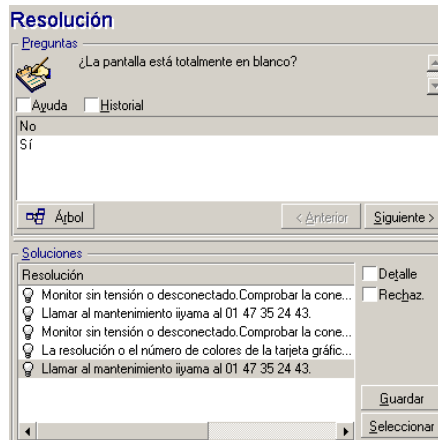 Resolución
Preguntas
¿La pantalla está totalmente en blanco?
Ayuda Historial
No
Sí
Árbol < Anterior Siguiente >
Soluciones
Resolución
Detalle
Monitor sin tensión o desconectado.Comprobar la cone...
Rechaz.
Llamar al mantenimiento iiyama al 01 47 35 24 43.
Monitor sin tensión o desconectado.Comprobar la cone...
La resolución o el número de colores de la tarjeta gráfic...
Llamar al mantenimiento iiyama al 01 47 35 24 43.
Guardar
Seleccionar